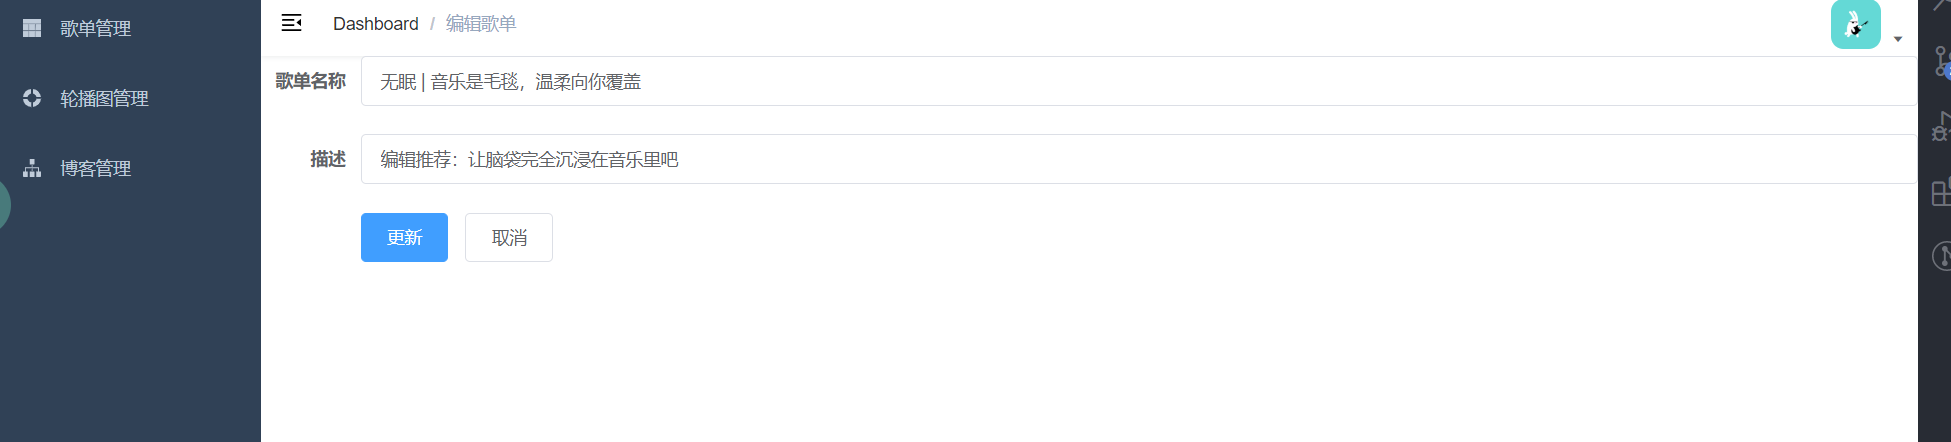 歌单管理
轮播图管理
博客管理
Dashboard / 编辑歌单
歌单名称 无眠 | 音乐是毛毯，温柔向你覆盖
描述 编辑推荐：让脑袋完全沉浸在音乐里吧
更新 取消